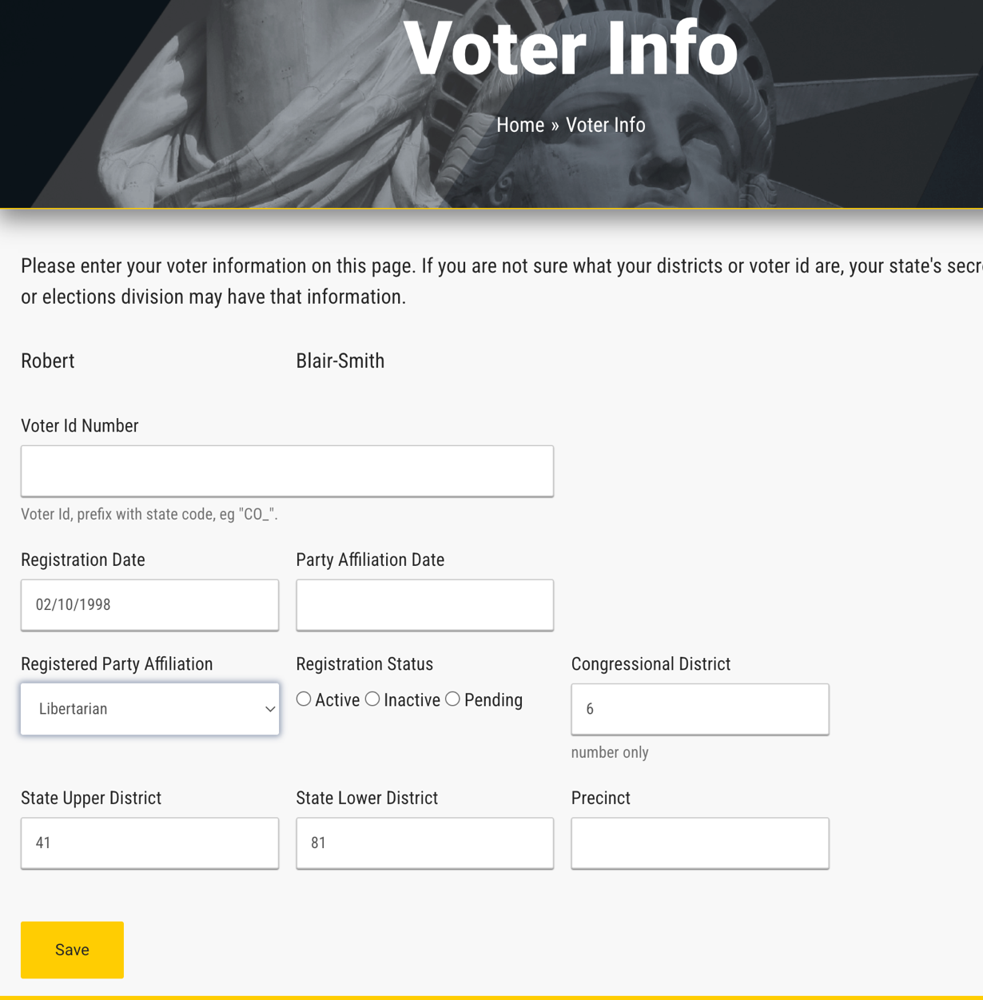 Voter Info
Home » Voter Info
Please enter your voter information on this page. If you are not sure what your districts or voter id are, your state's
or elections division may have that information.
Robert Blair-Smith
Voter Id Number
Voter Id, prefix with state code, eg "CO_".
Registration Date Party Affiliation Date
02/10/1998
Registered Party Affiliation Registration Status Congressional District
Libertarian Active Inactive Pending 6
number only
State Upper District State Lower District Precinct
41 81
Save